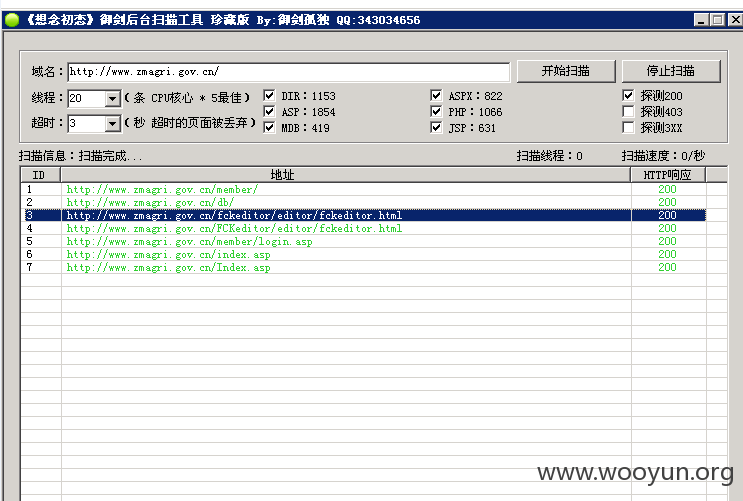 《想念初态》御剑后台扫描工具 珍藏版 By:御剑孤独 QQ:343034656
域名: http://www.zmagri.gov.cn/ 开始扫描 停止扫描
线程: 20 (条 CPU核心 * 5最佳) DIR:1153 ASPX:822 探测200
ASP:1854 PHP:1066 探测403
超时: 3 (秒 超时的页面被丢弃) MDB:419 JSP:631 探测3XX
扫描信息:扫描完成... 扫描线程:0 扫描速度:0/秒
ID 地址 HTTP响应
1 http://www.zmagri.gov.cn/member/ 200
2 http://www.zmagri.gov.cn/db/ 200
3 http://www.zmagri.gov.cn/fckeditor/editor/fckeditor.html 200
4 http://www.zmagri.gov.cn/FCKeditor/editor/fckeditor.html 200
5 http://www.zmagri.gov.cn/member/login.asp 200
6 http://www.zmagri.gov.cn/index.asp 200
7 http://www.zmagri.gov.cn/Index.asp 200
www.wooyun.org